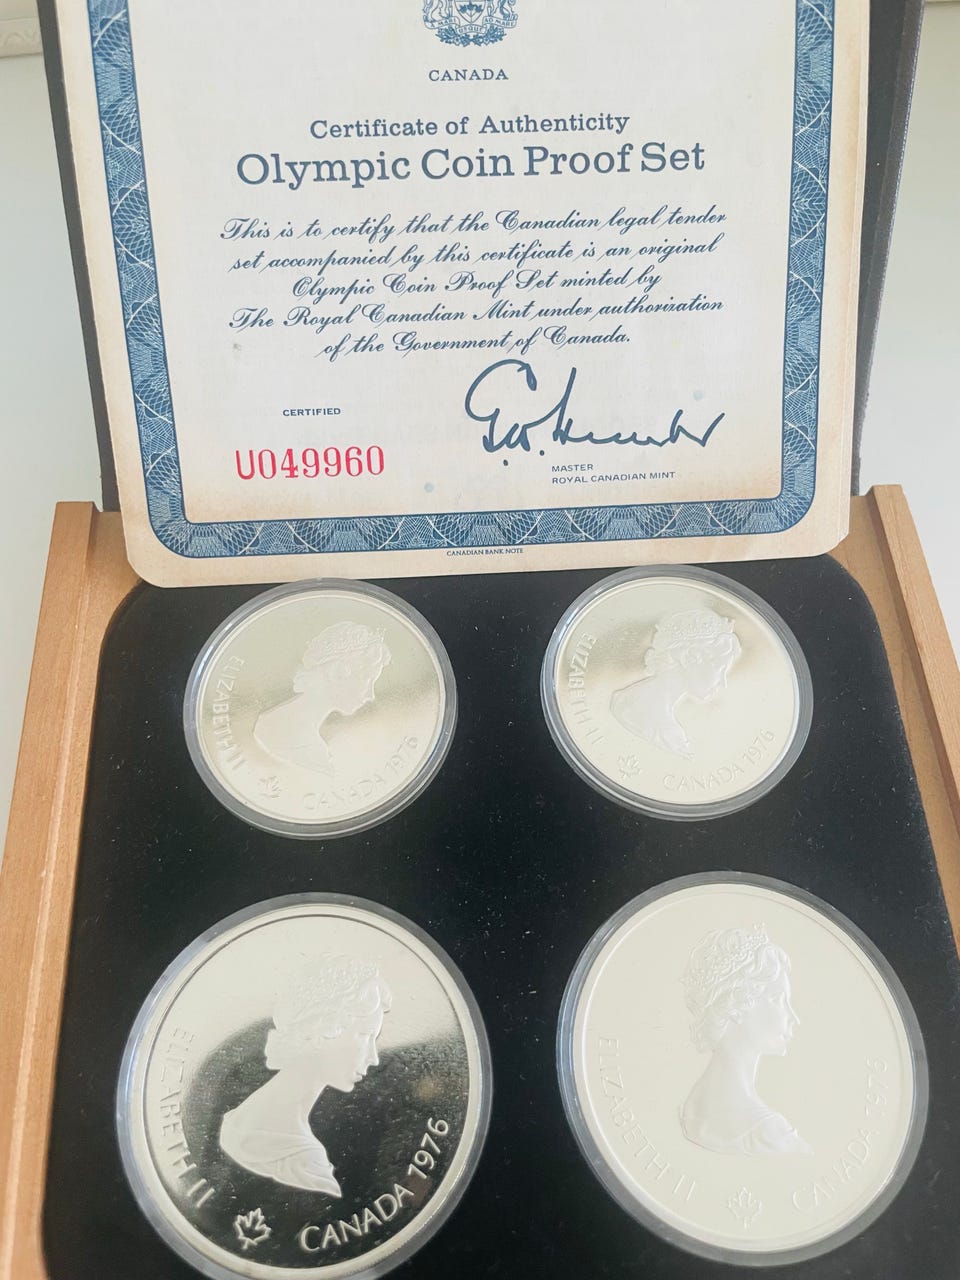 CANADA
Certificate of Authenticity
Olympic Coin Proof Set
This is to certify that the Canadian legal tender
set accompanied by this certificate is an original
Olympic Coin Proof Set minted by
The Royal Canadian Mint under authorization
of the Government of Canada.
CERTIFIED
U049960
MASTER
ROYAL CANADIAN MINT
CANADIAN BANK NOTE
ELIZABETH II
CANADA 1976
ELIZABETH II
CANADA 1976
ELIZABETH II
CANADA 1976
ELIZABETH II
CANADA 1976